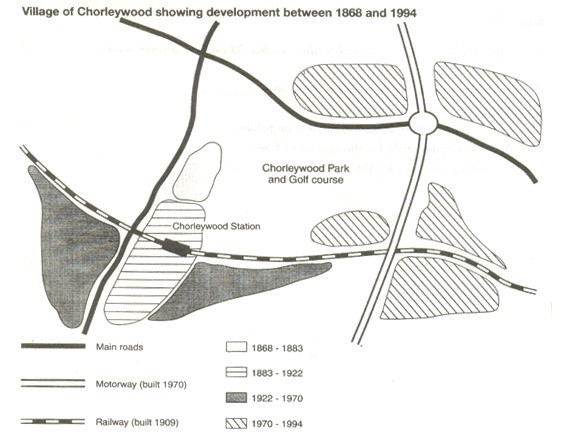 Village of Chorleywood showing development between 1868 and 1994
Chorleywood Park
and Golf course
Chorleywood Station
Main roads
Motorway (built 1970)
Railway (built 1909)
1868 - 1883
1883 - 1922
1922 - 1970
1970 - 1994